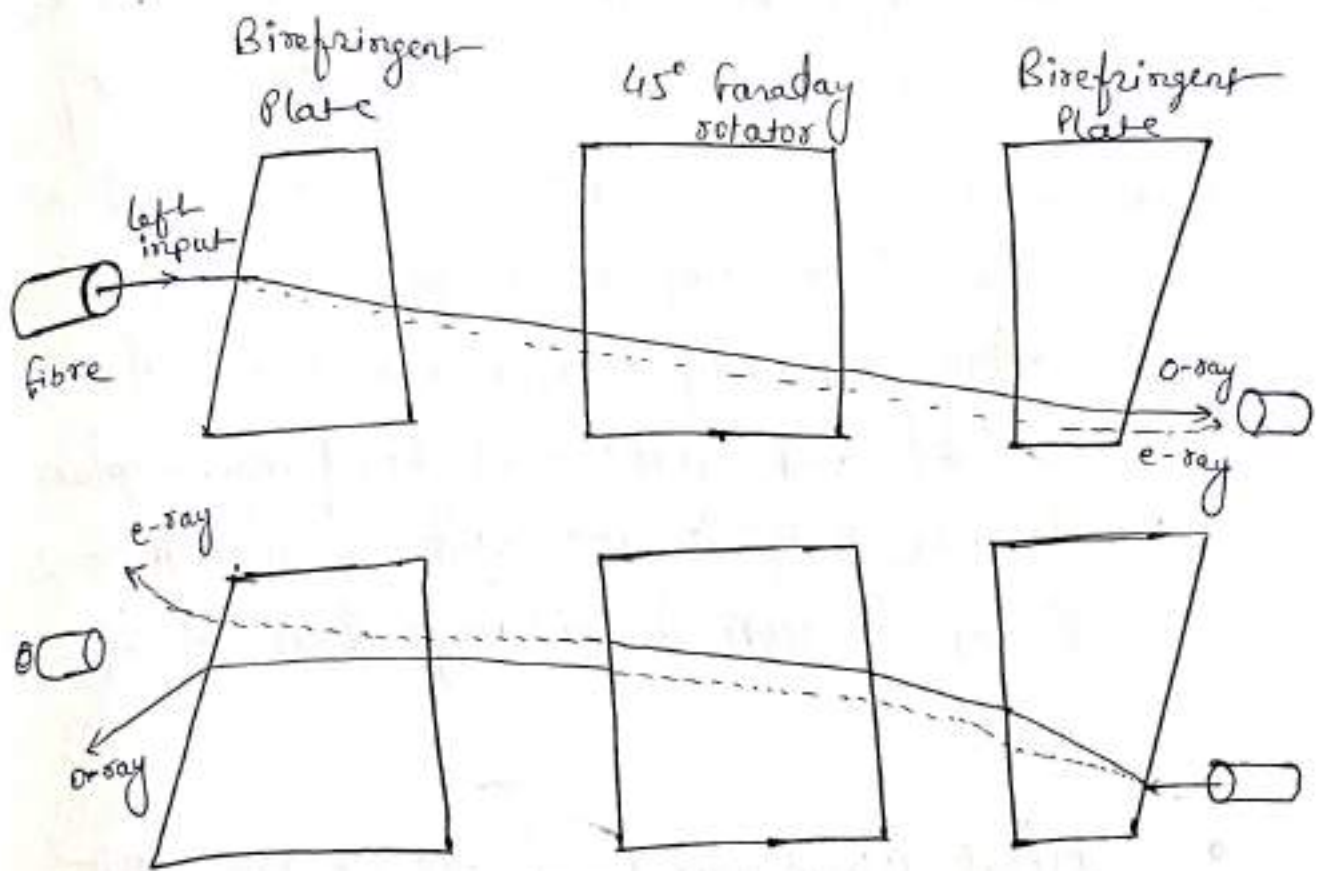 Birefringent
Plate
45° Faraday
rotator
Birefringent
Plate
left
input
fibre
O-ray
e-ray
e-ray
O-ray